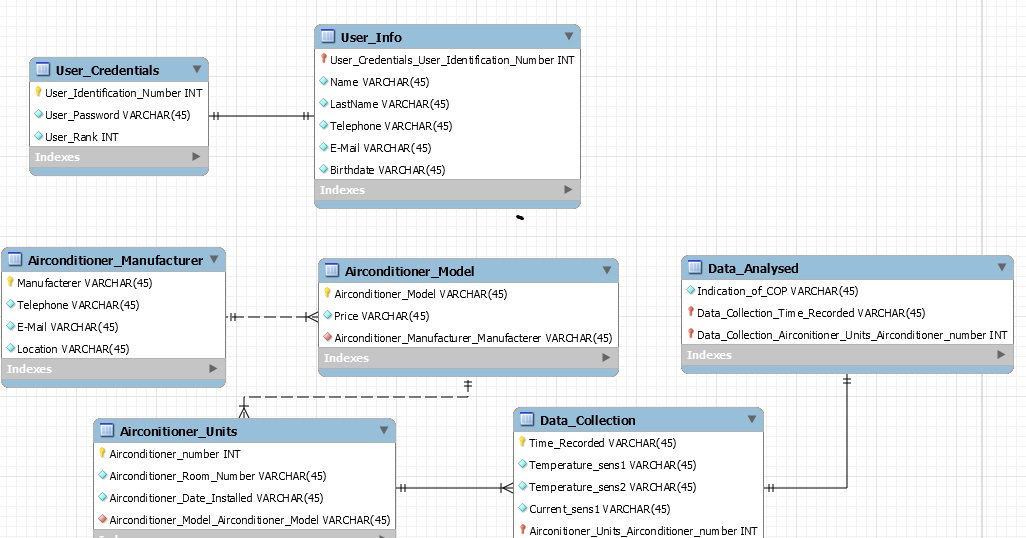 User_Credentials
User_Identification_Number INT
User_Password VARCHAR(45)
User_Rank INT
Indexes
User_Info
User_Credentials_User_Identification_Number INT
Name VARCHAR(45)
LastName VARCHAR(45)
Telephone VARCHAR(45)
E-Mail VARCHAR(45)
Birthdate VARCHAR(45)
Indexes
Airconditioner_Manufacturer
Manufacterer VARCHAR(45)
Telephone VARCHAR(45)
E-Mail VARCHAR(45)
Location VARCHAR(45)
Indexes
Airconditioner_Model
Airconditioner_Model VARCHAR(45)
Price VARCHAR(45)
Airconditioner_Manufacturer_Manufacterer VARCHAR(45)
Indexes
Data_Analysed
Indication_of_COP VARCHAR(45)
Data_Collection_Time_Recorded VARCHAR(45)
Data_Collection_Airconitioner_Units_Airconditioner_number INT
Indexes
Airconitioner_Units
Airconditioner_number INT
Airconditioner_Room_Number VARCHAR(45)
Airconditioner_Date_Installed VARCHAR(45)
Airconditioner_Model_Airconditioner_Model VARCHAR(45)
Indexes
Data_Collection
Time_Recorded VARCHAR(45)
Temperature_sens1 VARCHAR(45)
Temperature_sens2 VARCHAR(45)
Current_sens1 VARCHAR(45)
Airconitioner_Units_Airconditioner_number INT